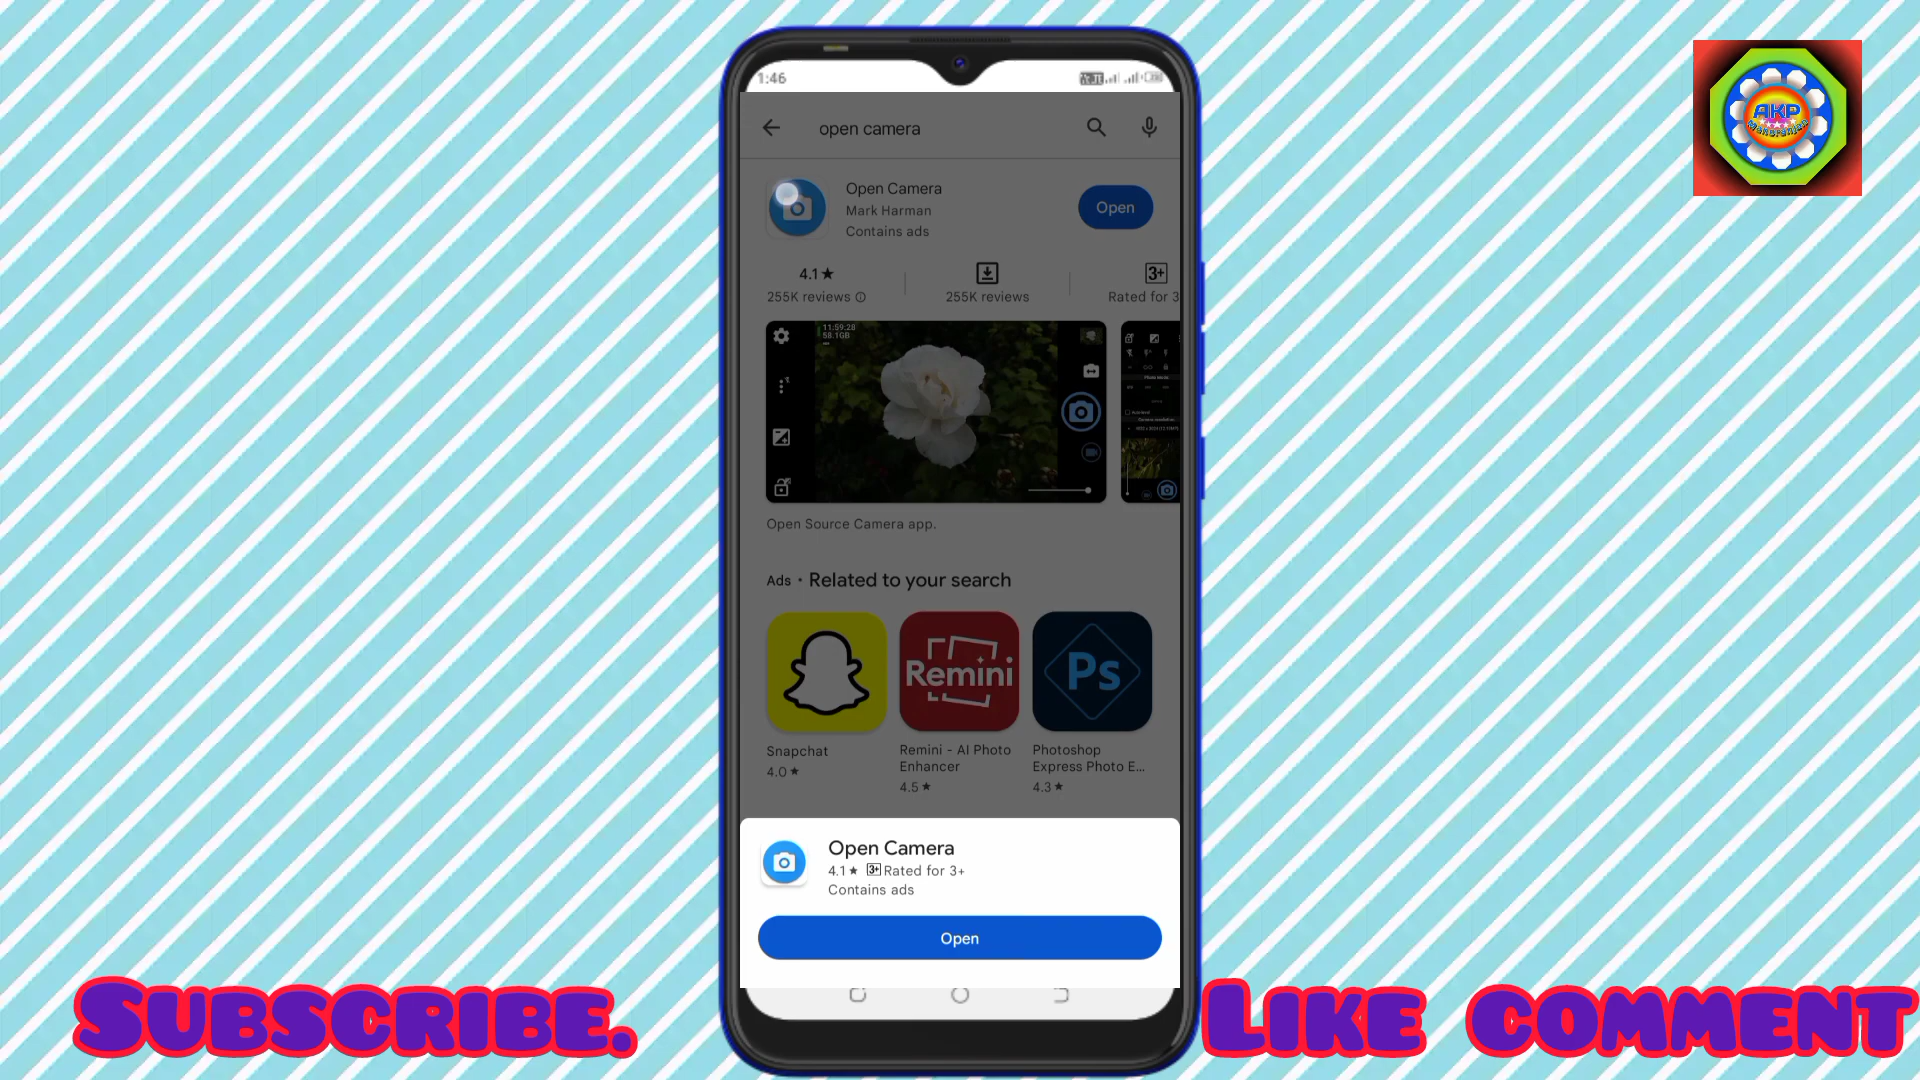 1:46
open camera
Open Camera
Mark Harman
Contains ads
Open
4.1★
255K reviews
255K reviews
3+
Rated for 3
11:59:28
58.1GB
Open Source Camera app.
Ads • Related to your search
Remini
Ps
Snapchat
4.0★
Remini - AI Photo
Enhancer
4.5★
Photoshop
Express Photo E...
4.3★
Open Camera
4.1★ 3+ Rated for 3+
Contains ads
Open
AKP
Manoranjan
Subscribe.
Like comment